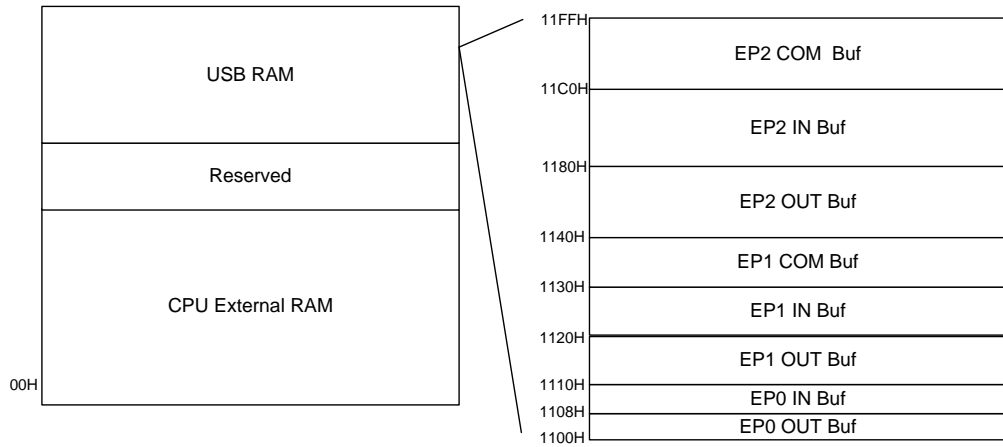 USB RAM
Reserved
CPU External RAM
00H
11FFH
EP2 COM Buf
11C0H
EP2 IN Buf
1180H
EP2 OUT Buf
1140H
EP1 COM Buf
1130H
EP1 IN Buf
1120H
EP1 OUT Buf
1110H
EP0 IN Buf
1108H
EP0 OUT Buf
1100H